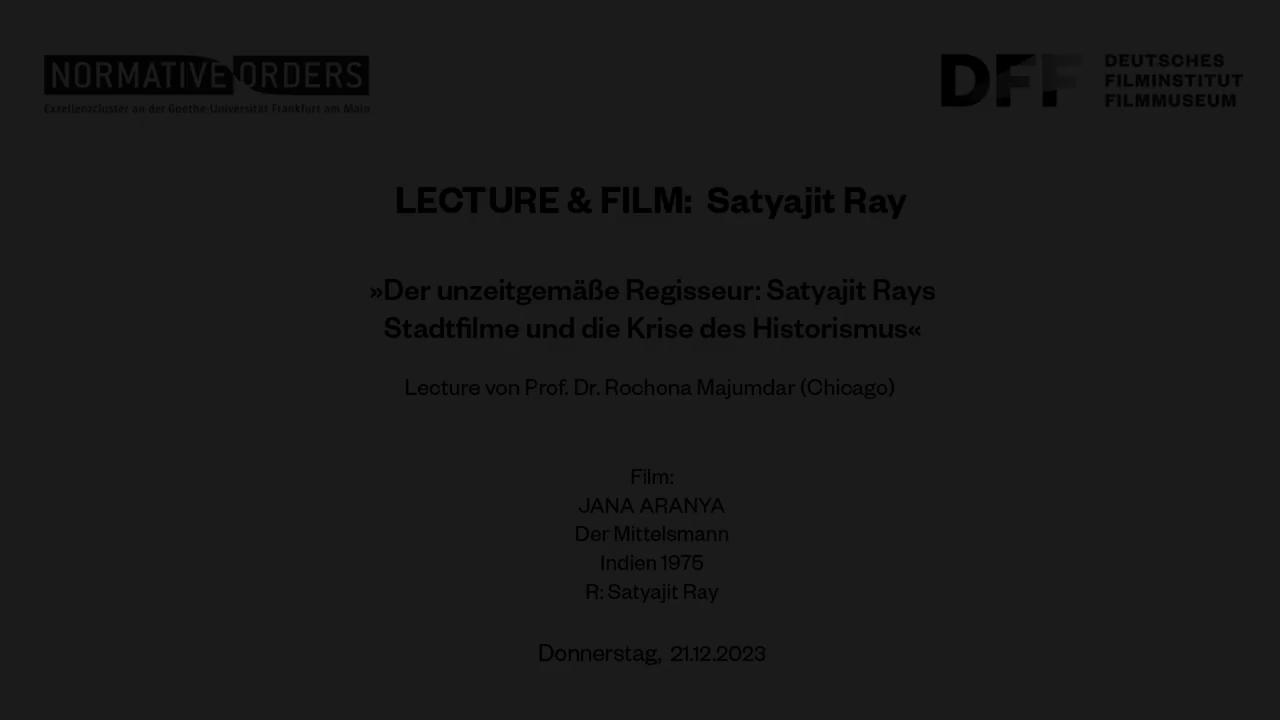 NORMATIVE ORDERS
Exzellenzcluster an der Goethe-Universität Frankfurt am Main
DFF
DEUTSCHES
FILMINSTITUT
FILMMUSEUM
LECTURE & FILM: Satyajit Ray
»Der unzeitgemäße Regisseur: Satyajit Rays
Stadtfilme und die Krise des Historismus«
Lecture von Prof. Dr. Rochona Majumdar (Chicago)
Film:
JANA ARANYA
Der Mittelsmann
Indien 1975
R: Satyajit Ray
Donnerstag, 21.12.2023